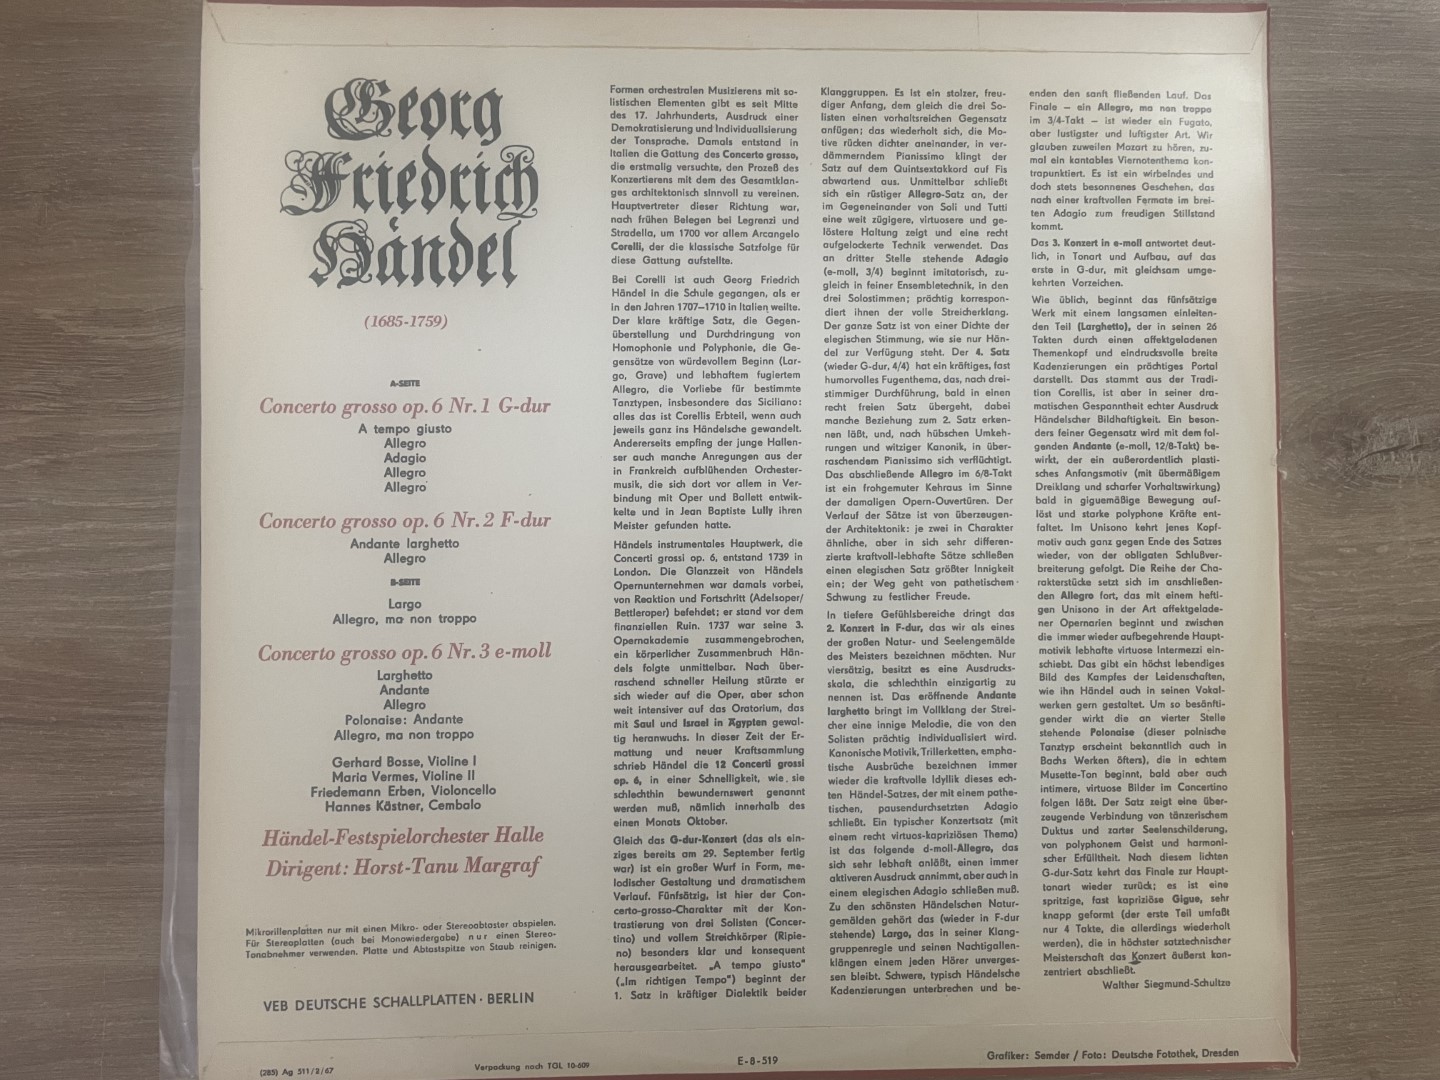 Georg
Friedrich
Händel
(1685-1759)
A-SEITE
Concerto grosso op. 6 Nr. 1 G-dur
A tempo giusto
Allegro
Adagio
Allegro
Allegro
Concerto grosso op. 6 Nr. 2 F-dur
Andante larghetto
Allegro
B-SEITE
Largo
Allegro, ma non troppo
Concerto grosso op. 6 Nr. 3 e-moll
Larghetto
Andante
Allegro
Polonaise: Andante
Allegro, ma non troppo
Gerhard Bosse, Violine I
Maria Vermes, Violine II
Friedemann Erben, Violoncello
Hannes Kästner, Cembalo
Händel-Festspielorchester Halle
Dirigent: Horst-Tanu Margraf
Mikrorillenplatten nur mit einem Mikro- oder Stereoabtaster abspielen.
Für Stereoplatten (auch bei Monowiedergabe) nur einen Stereo-
Tonabnehmer verwenden. Platte und Abtastspitze von Staub reinigen.
VEB DEUTSCHE SCHALLPLATTEN · BERLIN
Formen orchestralen Musizierens mit so-
listischen Elementen gibt es seit Mitte
des 17. Jahrhunderts, Ausdruck einer
Demokratisierung und Individualisierung
der Tonsprache. Damals entstand in
Italien die Gattung des Concerto grosso,
die erstmalig versuchte, den Prozeß des
Konzertierens mit dem des Gesamtklan-
ges architektonisch sinnvoll zu vereinen.
Hauptvertreter dieser Richtung war,
nach frühen Belegen bei Legrenzi und
Stradella, um 1700 vor allem Arcangelo
Corelli, der die klassische Satzfolge für
diese Gattung aufstellte.
Bei Corelli ist auch Georg Friedrich
Händel in die Schule gegangen, als er
in den Jahren 1707–1710 in Italien weilte.
Der klare kräftige Satz, die Gegen-
überstellung und Durchdringung von
Homophonie und Polyphonie, die Ge-
gensätze von würdevollem Beginn (Lar-
go, Grave) und lebhaftem fugiertem
Allegro, die Vorliebe für bestimmte
Tanztypen, insbesondere das Siciliano:
alles das ist Corellis Erbteil, wenn auch
jeweils ganz ins Händelsche gewandelt.
Andererseits empfing der junge Hallen-
ser auch manche Anregungen aus der
in Frankreich aufblühenden Orchester-
musik, die sich dort vor allem in Ver-
bindung mit Oper und Ballett entwik-
kelte und in Jean Baptiste Lully ihren
Meister gefunden hatte.
Händels instrumentales Hauptwerk, die
Concerti grossi op. 6, entstand 1739 in
London. Die Glanzzeit von Händels
Opernunternehmen war damals vorbei,
von Reaktion und Fortschritt (Adelsoper/
Bettleroper) befehdet; er stand vor dem
finanziellen Ruin. 1737 war seine 3.
Opernakademie zusammengebrochen,
ein körperlicher Zusammenbruch Hän-
dels folgte unmittelbar. Nach über-
raschend schneller Heilung stürzte er
sich wieder auf die Oper, aber schon
weit intensiver auf das Oratorium, das
mit Saul und Israel in Ägypten gewal-
tig heranwuchs. In dieser Zeit der Er-
mattung und neuer Kraftsammlung
schrieb Händel die 12 Concerti grossi
op. 6, in einer Schnelligkeit, wie sie
schlechthin bewundernswert genannt
werden muß, nämlich innerhalb des
einen Monats Oktober.
Gleich das G-dur-Konzert (das als ein-
ziges bereits am 29. September fertig
war) ist ein großer Wurf in Form, me-
lodischer Gestaltung und dramatischem
Verlauf. Fünfsätzig, ist hier der Con-
certo-grosso-Charakter mit der Kon-
trastierung von drei Solisten (Concer-
tino) und vollem Streichkörper (Ripie-
no) besonders klar und konsequent
herausgearbeitet. „A tempo giusto"
(„Im richtigen Tempo") beginnt der
1. Satz in kräftiger Dialektik beider
Klanggruppen. Es ist ein stolzer, freu-
diger Anfang, dem gleich die drei So-
listen einen vorhaltsreichen Gegensatz
anfügen; das wiederholt sich, die Mo-
tive rücken dichter aneinander, in ver-
dämmerndem Pianissimo klingt der
Satz auf dem Quintsextakkord auf Fis
abwartend aus. Unmittelbar schließt
sich ein rüstiger Allegro-Satz an, der
im Gegeneinander von Soli und Tutti
eine weit zügigere, virtuosere und ge-
löstere Haltung zeigt und eine recht
aufgelockerte Technik verwendet. Das
an dritter Stelle stehende Adagio
(e-moll, 3/4) beginnt imitatorisch, zu-
gleich in feiner Ensembletechnik, in den
drei Solostimmen; prächtig korrespon-
diert ihnen der volle Streicherklang.
Der ganze Satz ist von einer Dichte der
elegischen Stimmung, wie sie nur Hän-
del zur Verfügung steht. Der 4. Satz
(wieder G-dur, 4/4) hat ein kräftiges, fast
humorvolles Fugenthema, das, nach drei-
stimmiger Durchführung, bald in einen
recht freien Satz übergeht, dabei
manche Beziehung zum 2. Satz erken-
nen läßt, und, nach hübschen Umkeh-
rungen und witziger Kanonik, in über-
raschendem Pianissimo sich verflüchtigt.
Das abschließende Allegro im 6/8-Takt
ist ein frohgemuter Kehraus im Sinne
der damaligen Opern-Ouvertüren. Der
Verlauf der Sätze ist von überzeugen-
der Architektonik: je zwei in Charakter
ähnliche, aber in sich sehr differen-
zierte kraftvoll-lebhafte Sätze schließen
einen elegischen Satz größter Innigkeit
ein; der Weg geht von pathetischem
Schwung zu festlicher Freude.
In tiefere Gefühlsbereiche dringt das
2. Konzert in F-dur, das wir als eines
der großen Natur- und Seelengemälde
des Meisters bezeichnen möchten. Nur
viersätzig, besitzt es eine Ausdrucks-
skala, die schlechthin einzigartig zu
nennen ist. Das eröffnende Andante
larghetto bringt im Vollklang der Strei-
cher eine innige Melodie, die von den
Solisten prächtig individualisiert wird.
Kanonische Motivik, Trillerketten, empha-
tische Ausbrüche bezeichnen immer
wieder die kraftvolle Idyllik dieses ech-
ten Händel-Satzes, der mit einem pathe-
tischen, pausendurchsetzten Adagio
schließt. Ein typischer Konzertsatz (mit
einem recht virtuos-kapriziösen Thema)
ist das folgende d-moll-Allegro, das
sich sehr lebhaft anläßt, einen immer
aktiveren Ausdruck annimmt, aber auch in
einem elegischen Adagio schließen muß.
Zu den schönsten Händelschen Natur-
gemälden gehört das (wieder in F-dur
stehende) Largo, das in seiner Klang-
gruppenregie und seinen Nachtigallen-
klängen einem jeden Hörer unverges-
sen bleibt. Schwere, typisch Händelsche
Kadenzierungen unterbrechen und be-
enden den sanft fließenden Lauf. Das
Finale – ein Allegro, ma non troppo
im 3/4-Takt – ist wieder ein Fugato,
aber lustigster und luftigster Art. Wir
glauben zuweilen Mozart zu hören, zu-
mal ein kantables Viernotenthema kon-
trapunktiert. Es ist ein wirbelndes und
doch stets besonnenes Geschehen, das
nach einer kraftvollen Fermate im brei-
ten Adagio zum freudigen Stillstand
kommt.
Das 3. Konzert in e-moll antwortet deut-
lich, in Tonart und Aufbau, auf das
erste in G-dur, mit gleichsam umge-
kehrten Vorzeichen.
Wie üblich, beginnt das fünfsätzige
Werk mit einem langsamen einleiten-
den Teil (Larghetto), der in seinen 26
Takten durch einen affektgeladenen
Themenkopf und eindrucksvolle breite
Kadenzierungen ein prächtiges Portal
darstellt. Das stammt aus der Tradi-
tion Corellis, ist aber in seiner dra-
matischen Gespanntheit echter Ausdruck
Händelscher Bildhaftigkeit. Ein beson-
ders feiner Gegensatz wird mit dem fol-
genden Andante (e-moll, 12/8-Takt) be-
wirkt, der ein außerordentlich plasti-
sches Anfangsmotiv (mit übermäßigem
Dreiklang und scharfer Vorhaltswirkung)
bald in giguemäßige Bewegung auf-
löst und starke polyphone Kräfte ent-
faltet. Im Unisono kehrt jenes Kopf-
motiv auch ganz gegen Ende des Satzes
wieder, von der obligaten Schlußver-
breiterung gefolgt. Die Reihe der Cha-
rakterstücke setzt sich im anschließen-
den Allegro fort, das mit einem hefti-
gen Unisono in der Art affektgelade-
ner Opernarien beginnt und zwischen
die immer wieder aufbegehrende Haupt-
motivik lebhafte virtuose Intermezzi ein-
schiebt. Das gibt ein höchst lebendiges
Bild des Kampfes der Leidenschaften,
wie ihn Händel auch in seinen Vokal-
werken gern gestaltet. Um so besänfti-
gender wirkt die an vierter Stelle
stehende Polonaise (dieser polnische
Tanztyp erscheint bekanntlich auch in
Bachs Werken öfters), die in echtem
Musette-Ton beginnt, bald aber auch
intimere, virtuose Bilder im Concertino
folgen läßt. Der Satz zeigt eine über-
zeugende Verbindung von tänzerischem
Duktus und zarter Seelenschilderung,
von polyphonem Geist und harmoni-
scher Erfülltheit. Nach diesem lichten
G-dur-Satz kehrt das Finale zur Haupt-
tonart wieder zurück; es ist eine
spritzige, fast kapriziöse Gigue, sehr
knapp geformt (der erste Teil umfaßt
nur 4 Takte, die allerdings wiederholt
werden), die in höchster satztechnischer
Meisterschaft das Konzert äußerst kon-
zentriert abschließt.
Walther Siegmund-Schultze
(285) Ag 511/2/67
Verpackung nach TGL 10-609
E-8-519
Grafiker: Semder / Foto: Deutsche Fotothek, Dresden